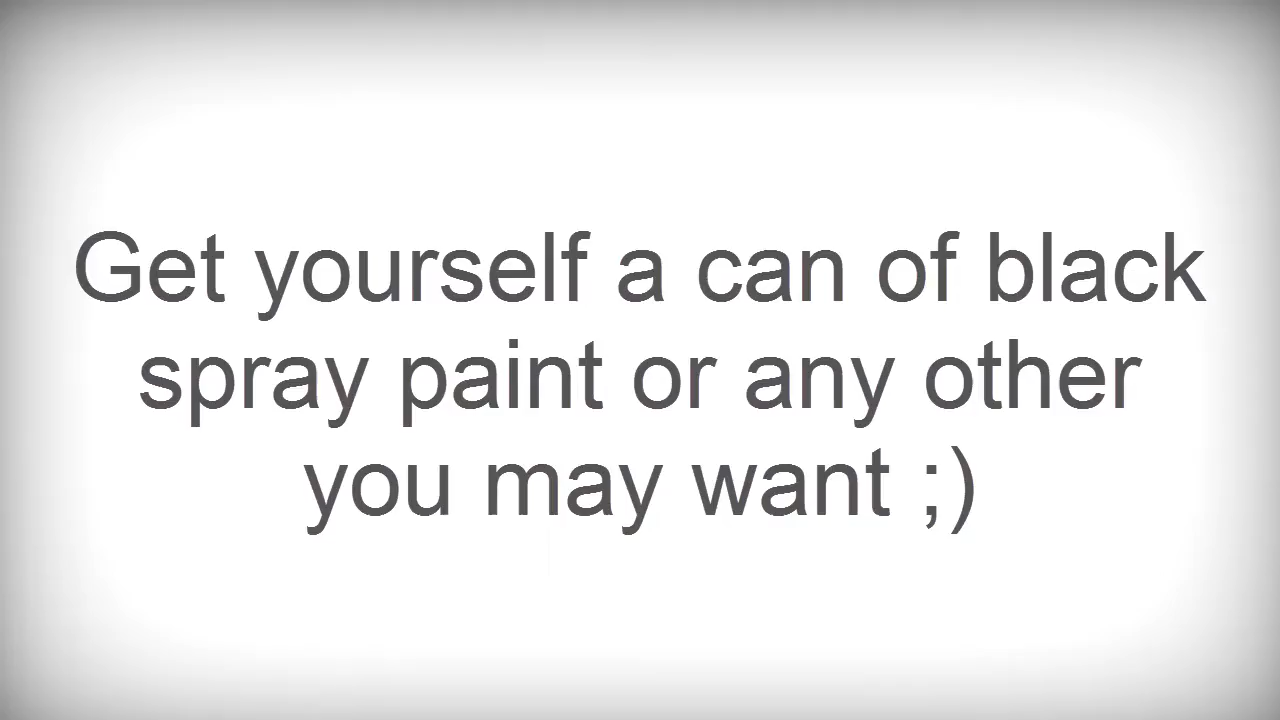 Get yourself a can of black
spray paint or any other
you may want ;)